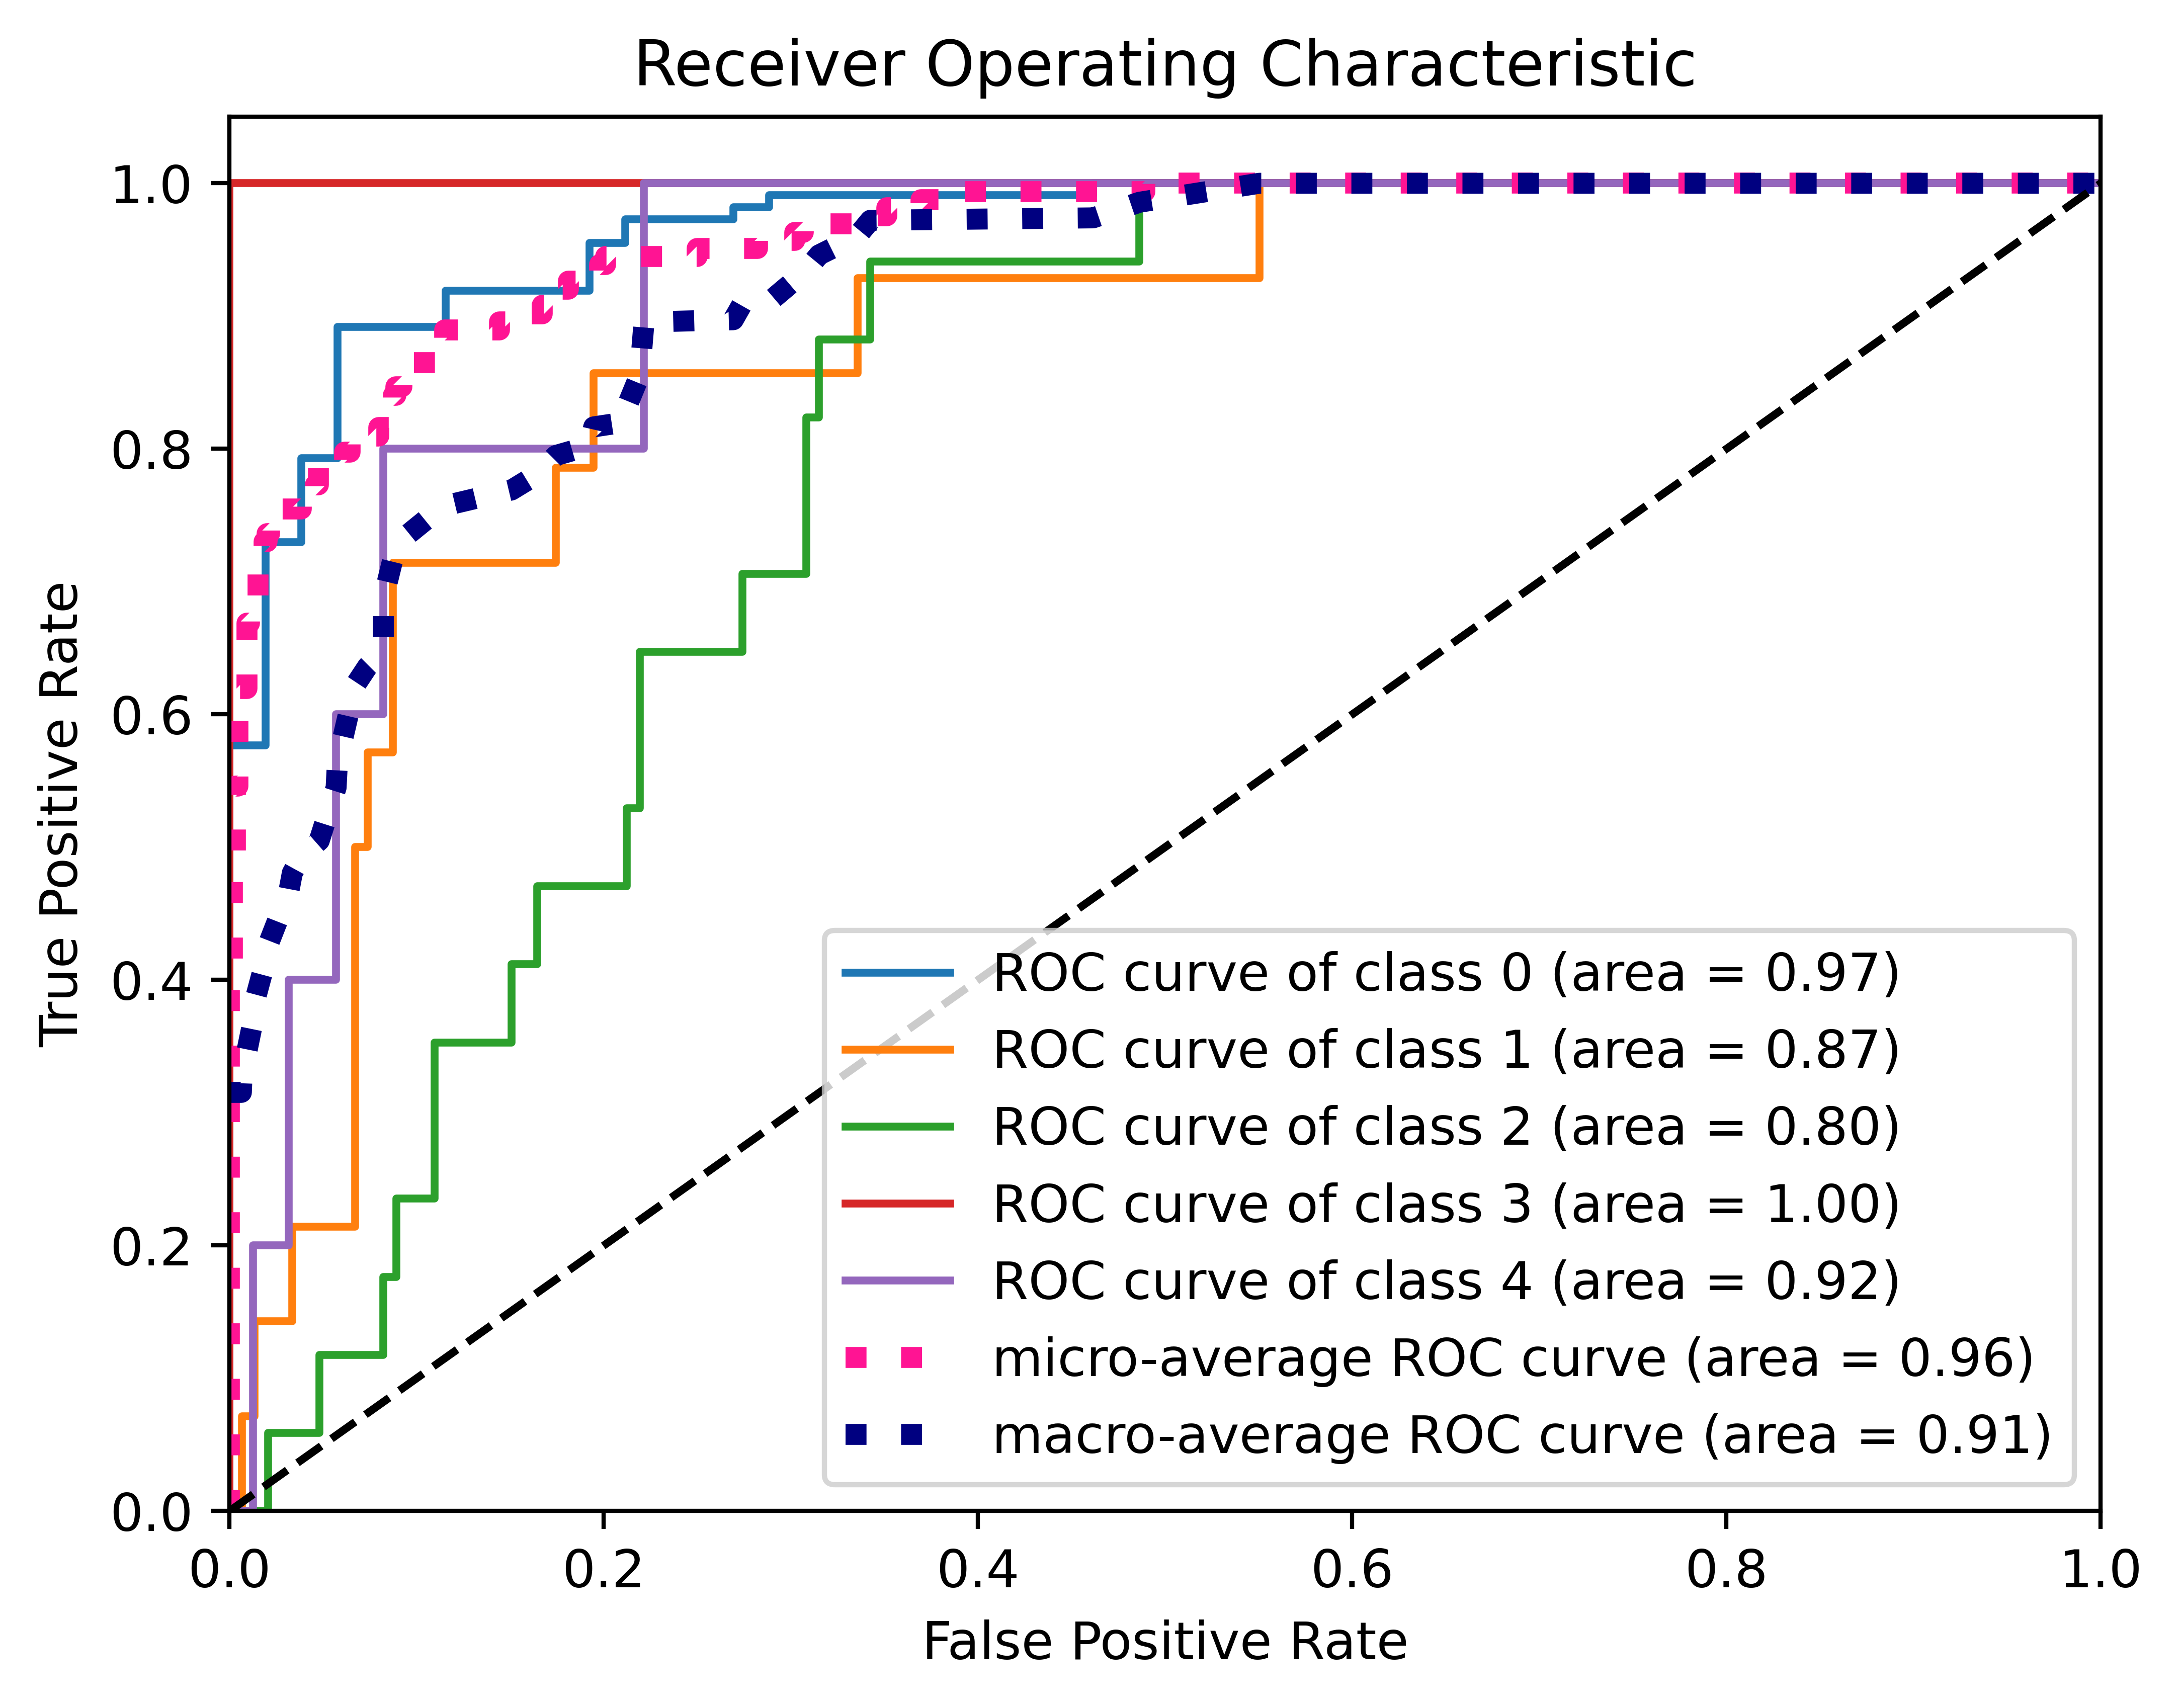 Receiver Operating Characteristic
1.0
0.8
0.6
0.4
0.2
0.0
True Positive Rate
ROC curve of class 0 (area = 0.97)
ROC curve of class 1 (area = 0.87)
ROC curve of class 2 (area = 0.80)
ROC curve of class 3 (area = 1.00)
ROC curve of class 4 (area = 0.92)
micro-average ROC curve (area = 0.96)
macro-average ROC curve (area = 0.91)
0.0 0.2 0.4 0.6 0.8 1.0
False Positive Rate